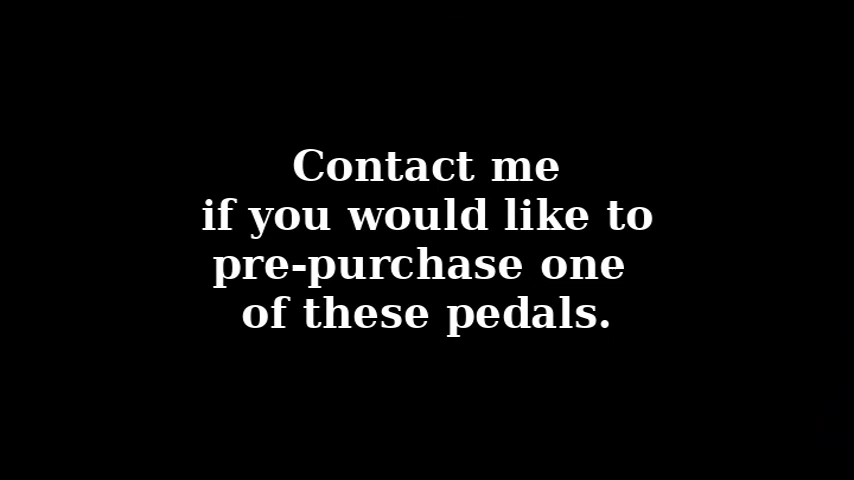 Contact me
if you would like to
pre-purchase one
of these pedals.